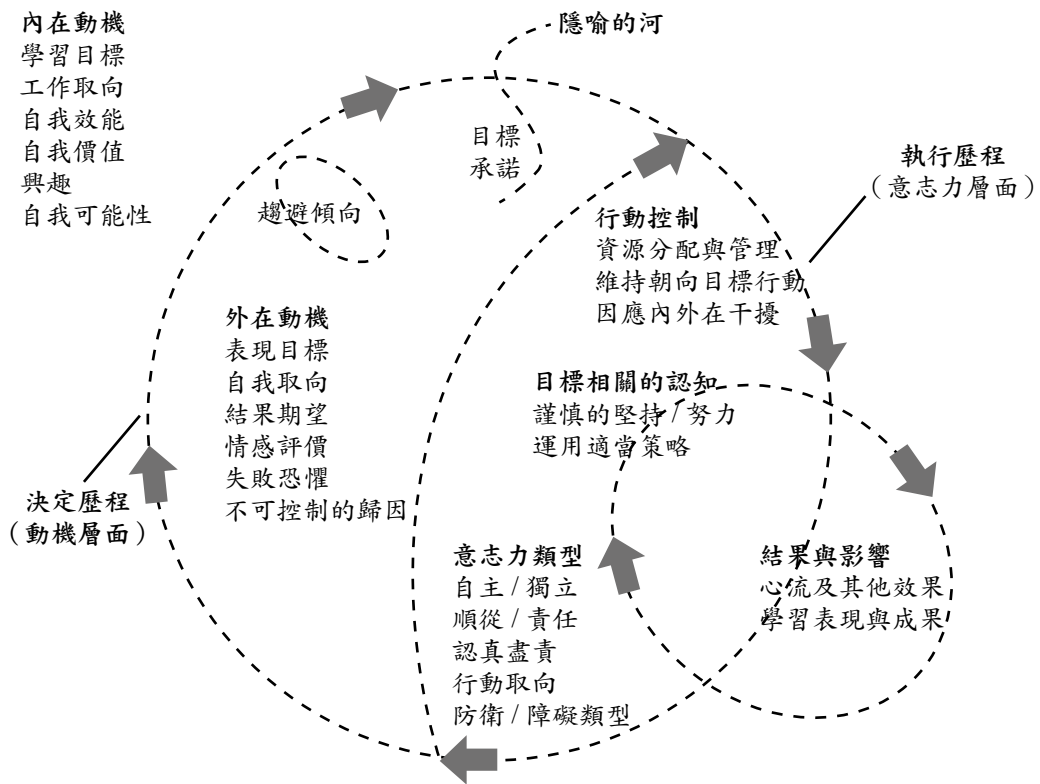 內在動機
學習目標
工作取向
自我效能
自我價值
興趣
自我可能性
隱喻的河
目標
承諾
趨避傾向
執行歷程
（意志力層面）
行動控制
資源分配與管理
維持朝向目標行動
因應內外在干擾
外在動機
表現目標
自我取向
結果期望
情感評價
失敗恐懼
不可控制的歸因
目標相關的認知
謹慎的堅持 / 努力
運用適當策略
決定歷程
（動機層面）
意志力類型
自主 / 獨立
順從 / 責任
認真盡責
行動取向
防衛 / 障礙類型
結果與影響
心流及其他效果
學習表現與成果